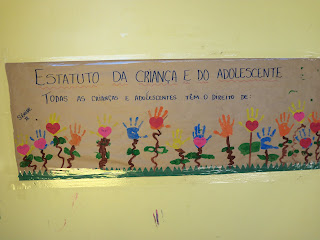 ESTATUTO DA CRIANÇA E DO ADOLESCENTE
TODAS AS CRIANÇAS E ADOLESCENTES TÊM O DIREITO DE: